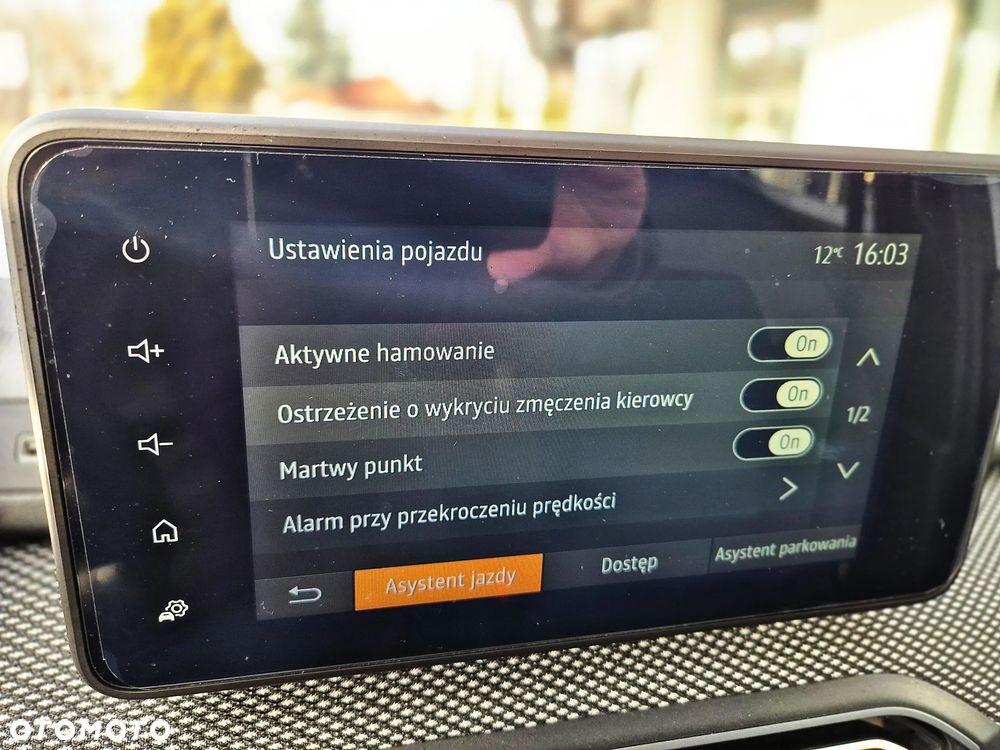 Ustawienia pojazdu 12°C 16:03
Aktywne hamowanie On
Ostrzeżenie o wykryciu zmęczenia kierowcy On
1/2
Martwy punkt On
Alarm przy przekroczeniu prędkości
Asystent jazdy Dostęp Asystent parkowania
OTOMOTO